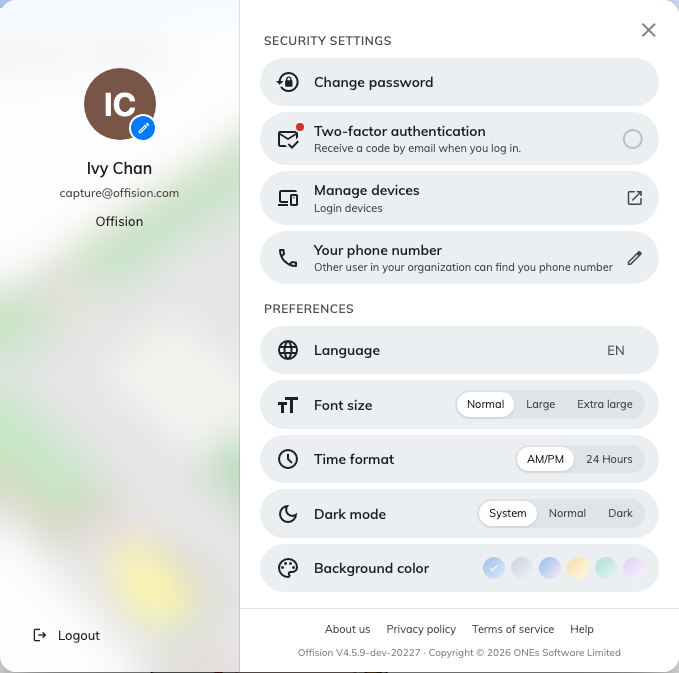 IC
Ivy Chan
capture@offision.com
Offision
Logout
SECURITY SETTINGS
Change password
Two-factor authentication
Receive a code by email when you log in.
Manage devices
Login devices
Your phone number
Other user in your organization can find you phone number
PREFERENCES
Language EN
Font size Normal Large Extra large
Time format AM/PM 24 Hours
Dark mode System Normal Dark
Background color
About us Privacy policy Terms of service Help
Offision V4.5.9-dev-20227 · Copyright © 2026 ONEs Software Limited